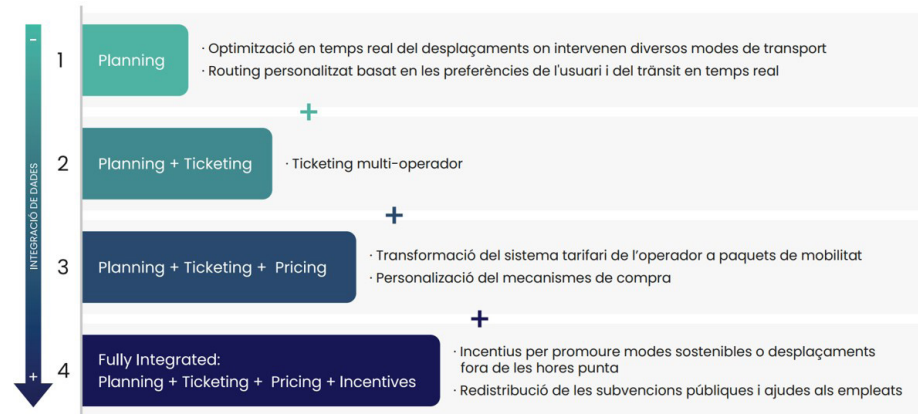 -
INTEGRACIÓ DE DADES
+
1
Planning
· Optimització en temps real del desplaçaments on intervenen diversos modes de transport
· Routing personalitzat basat en les preferències de l'usuari i del trànsit en temps real
+
2
Planning + Ticketing
· Ticketing multi-operador
+
3
Planning + Ticketing + Pricing
· Transformació del sistema tarifari de l'operador a paquets de mobilitat
· Personalizació del mecanismes de compra
+
4
Fully Integrated:
Planning + Ticketing + Pricing + Incentives
· Incentius per promoure modes sostenibles o desplaçaments
fora de les hores punta
· Redistribució de les subvencions públiques i ajudes als empleats